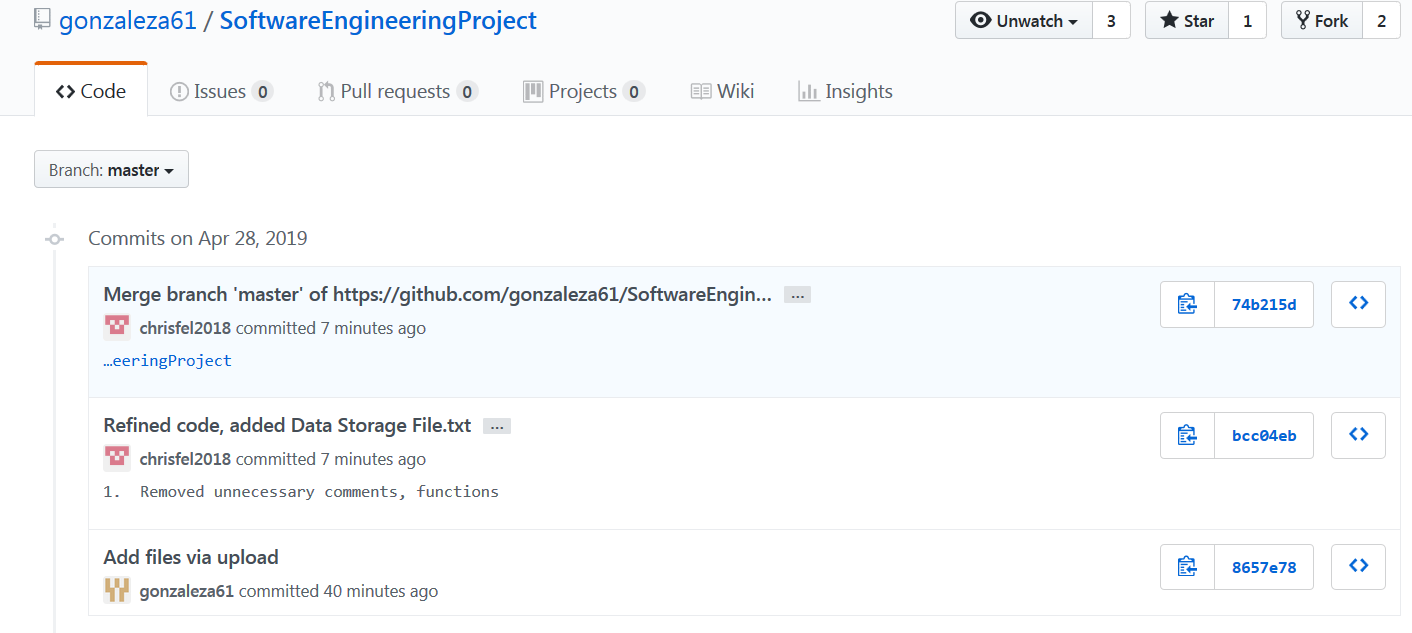 gonzaleza61 / SoftwareEngineeringProject
Unwatch 3 Star 1 Fork 2
Code Issues 0 Pull requests 0 Projects 0 Wiki Insights
Branch: master
Commits on Apr 28, 2019
Merge branch 'master' of https://github.com/gonzaleza61/SoftwareEngin... …
74b215d
chrisfel2018 committed 7 minutes ago
…eeringProject
Refined code, added Data Storage File.txt …
bcc04eb
chrisfel2018 committed 7 minutes ago
1. Removed unnecessary comments, functions
Add files via upload
8657e78
gonzaleza61 committed 40 minutes ago